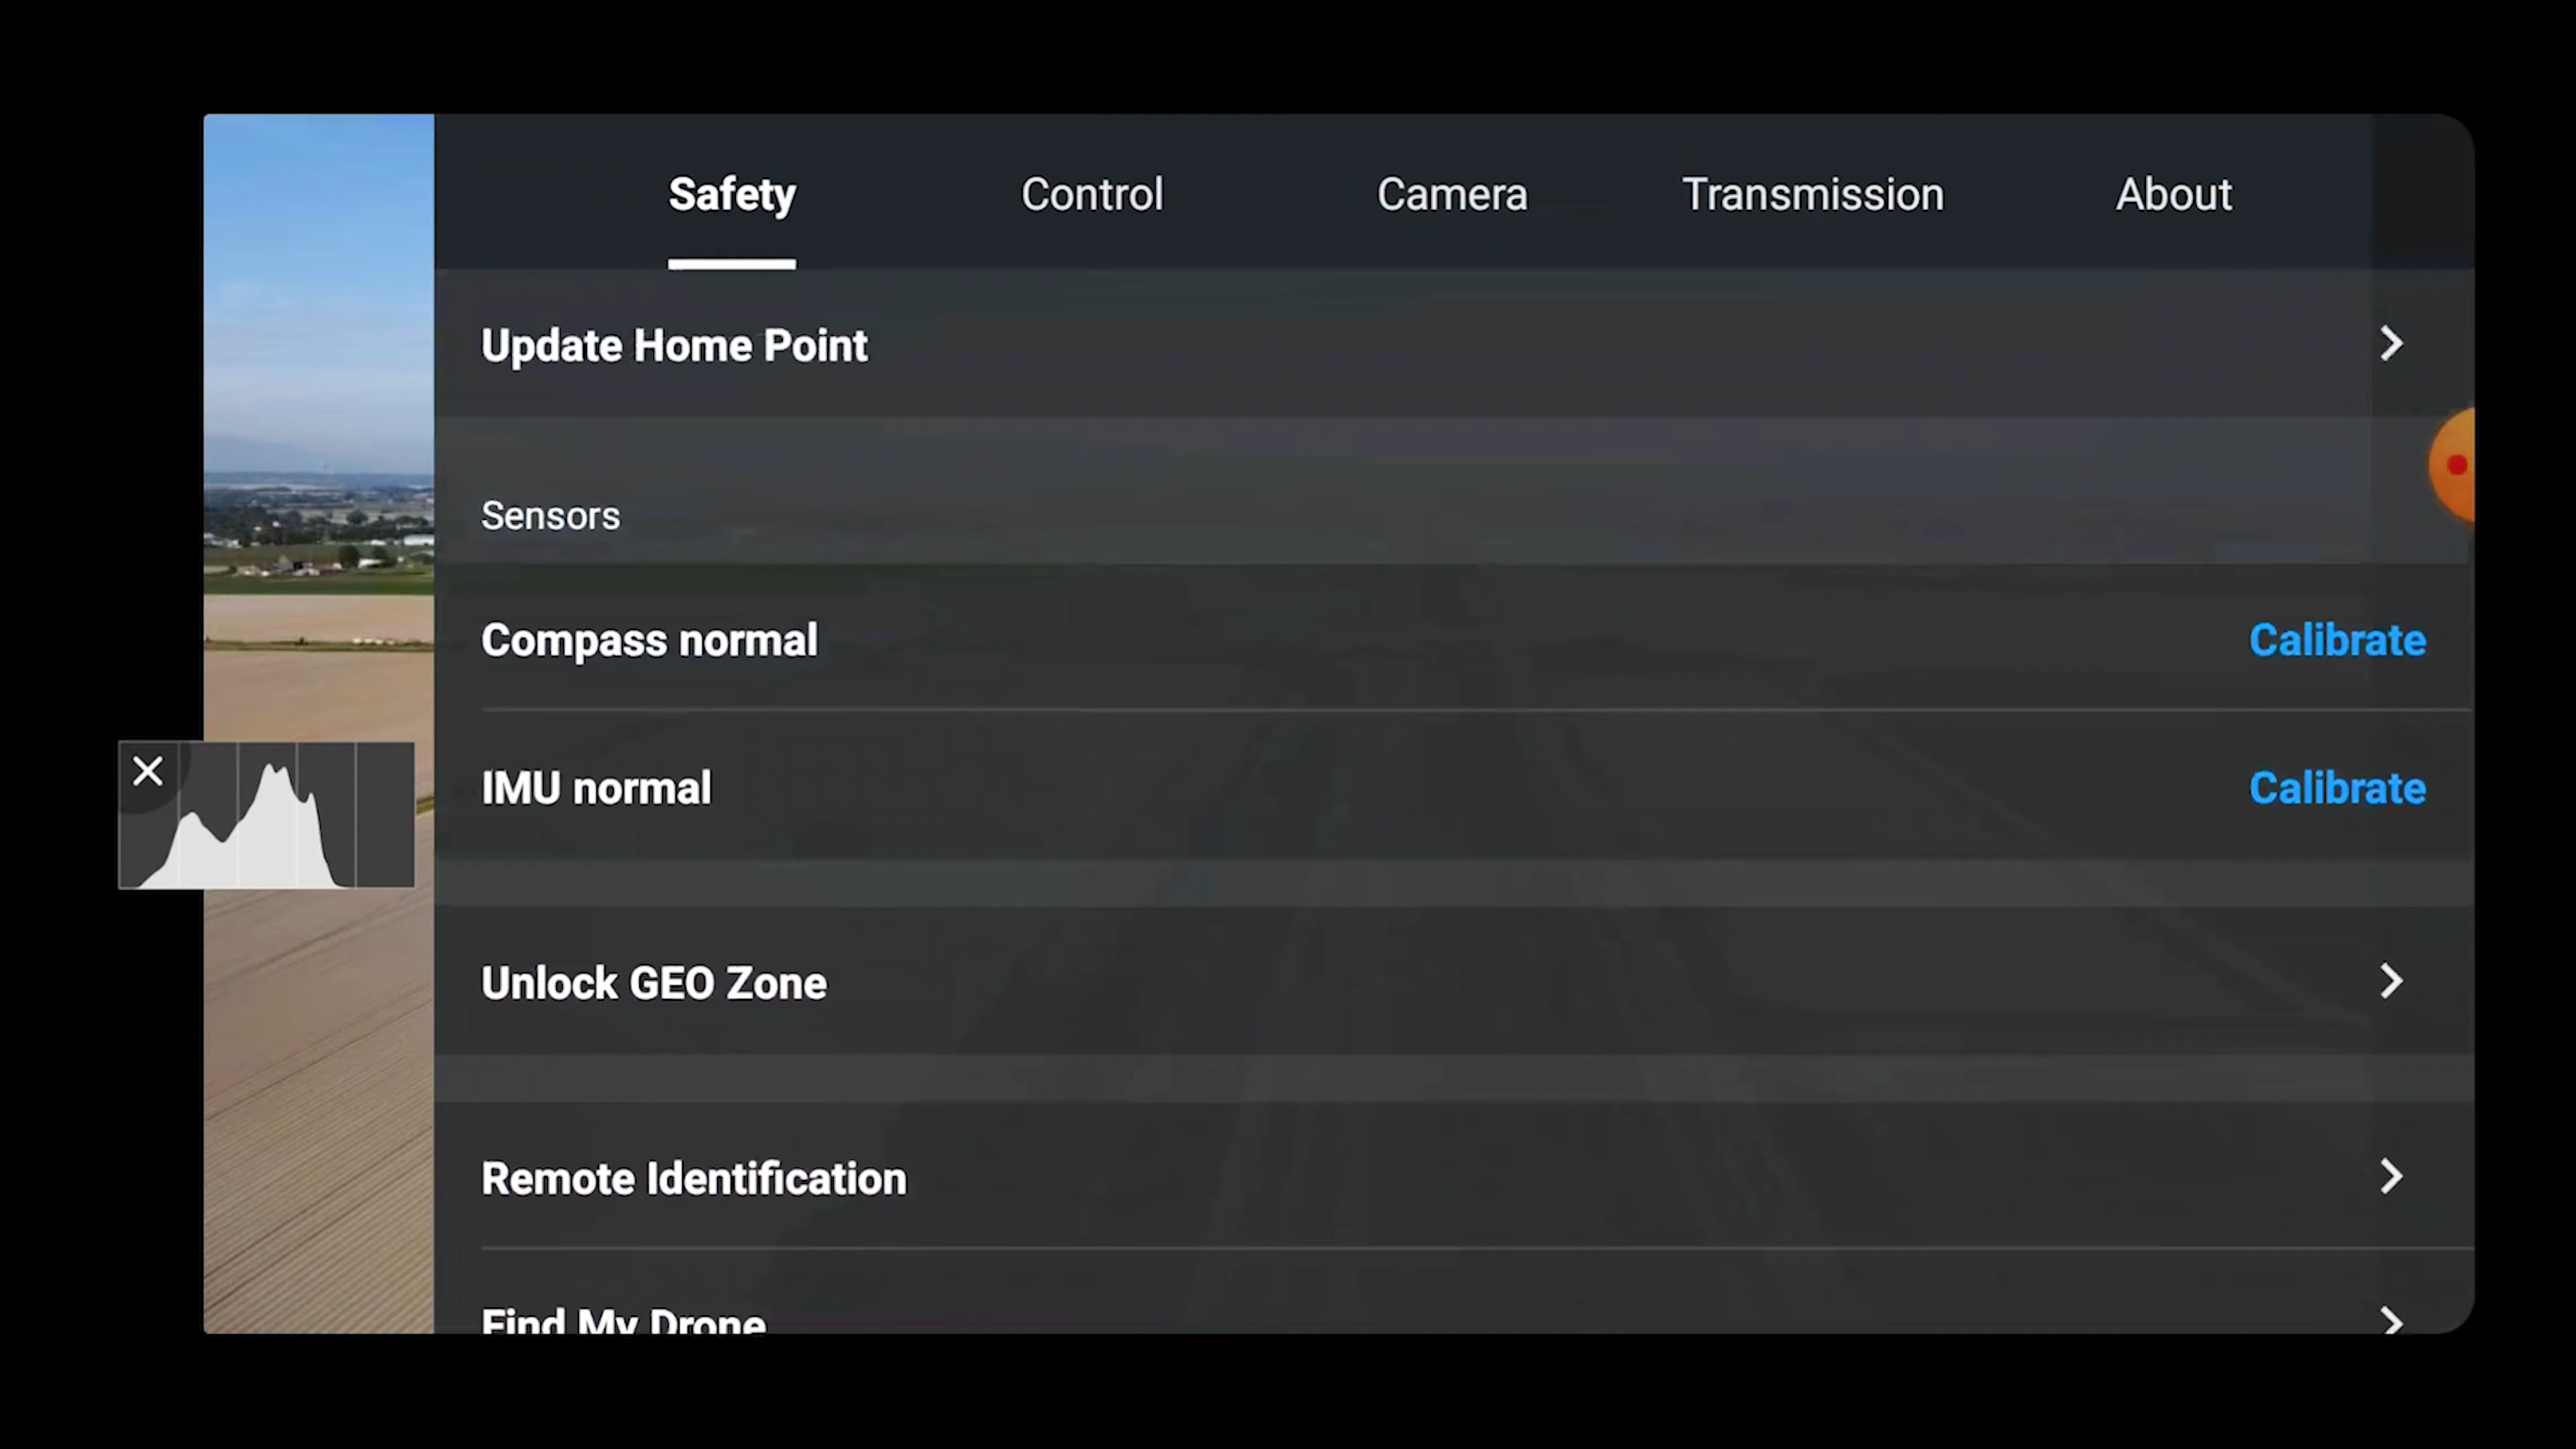 Safety Control Camera Transmission About
Update Home Point
Sensors
Compass normal Calibrate
IMU normal Calibrate
Unlock GEO Zone
Remote Identification
Find My Drone